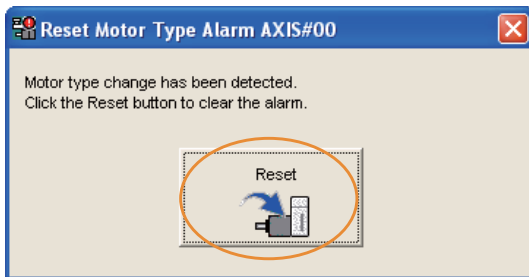 Reset Motor Type Alarm AXIS#00
Motor type change has been detected.
Click the Reset button to clear the alarm.
Reset